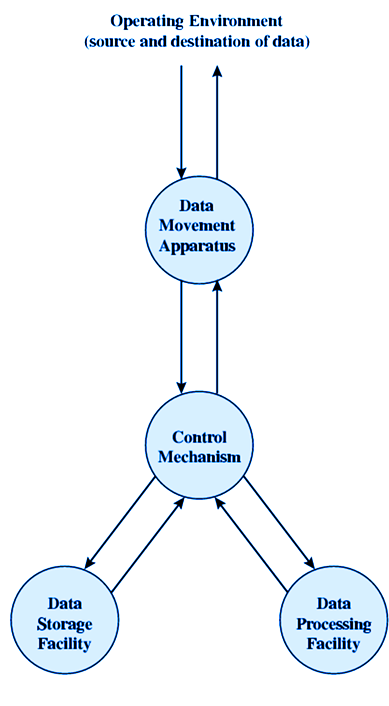 Operating Environment
(source and destination of data)
Data
Movement
Apparatus
Control
Mechanism
Data
Storage
Facility
Data
Processing
Facility